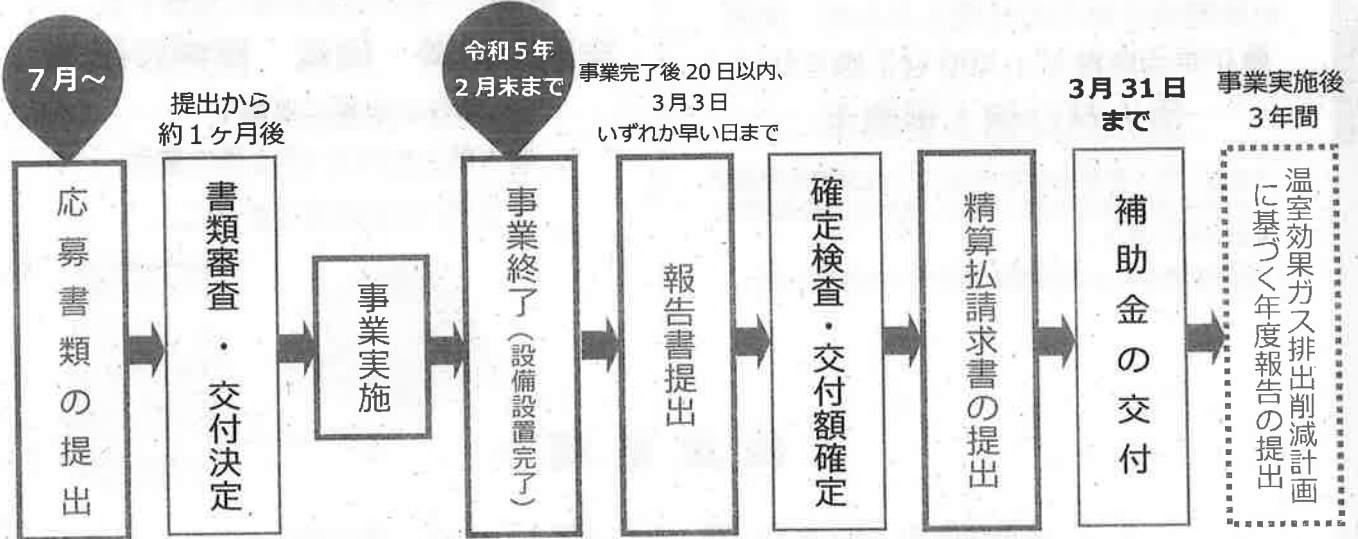 7月～
応募書類の提出
提出から
約1ヶ月後
書類審査・交付決定
事業実施
令和5年
2月末まで
事業終了（設備設置完了）
事業完了後20日以内、
3月3日
いずれか早い日まで
報告書提出
確定検査・交付額確定
精算払請求書の提出
3月31日
まで
補助金の交付
事業実施後
3年間
温室効果ガス排出削減計画
に基づく年度報告の提出